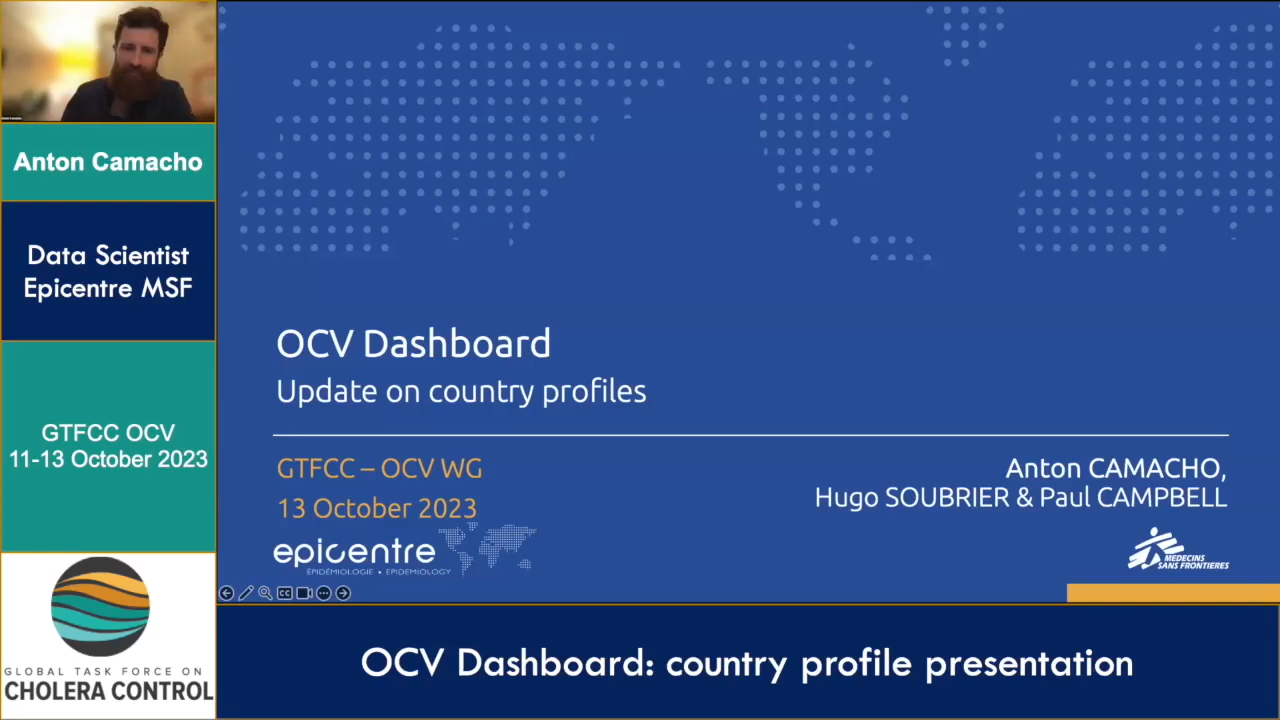 Anton Camacho
Data Scientist
Epicentre MSF
GTFCC OCV
11-13 October 2023
GLOBAL TASK FORCE ON
CHOLERA CONTROL
OCV Dashboard
Update on country profiles
GTFCC – OCV WG
13 October 2023
Anton CAMACHO,
Hugo SOUBRIER & Paul CAMPBELL
epicentre
ÉPIDÉMIOLOGIE • EPIDEMIOLOGY
MEDECINS
SANS FRONTIERES
CC
OCV Dashboard: country profile presentation